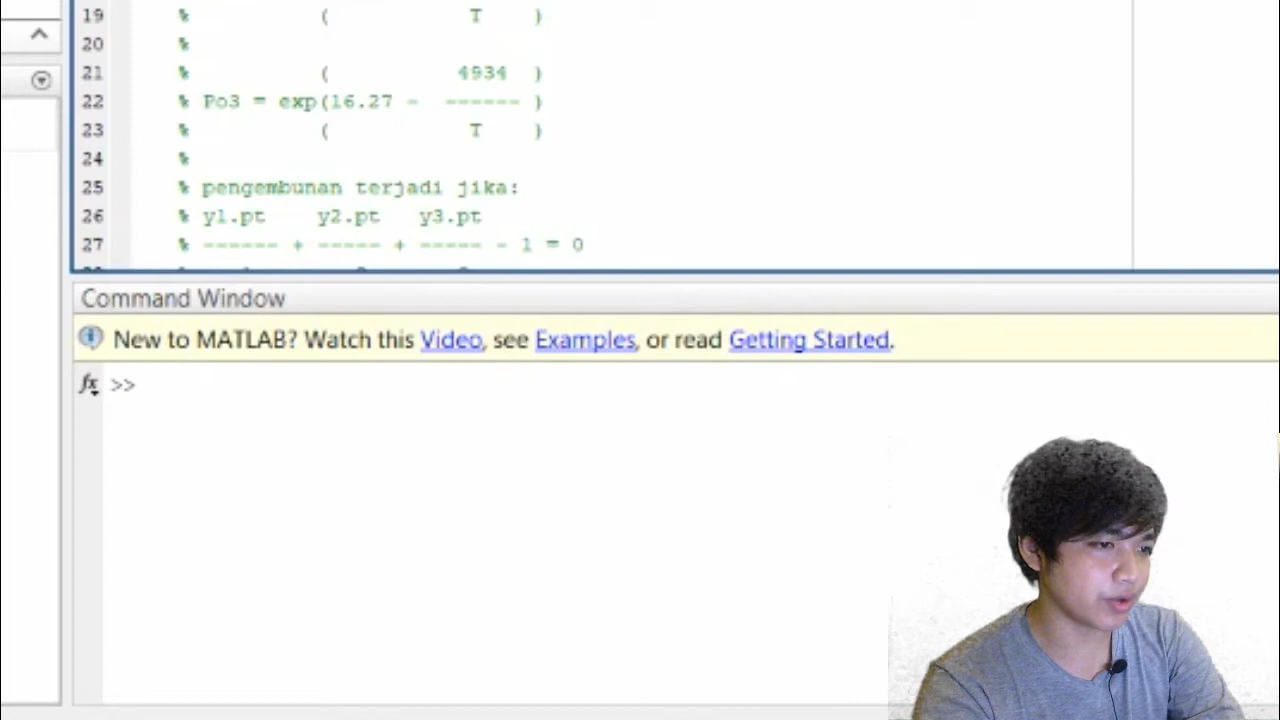 19 % ( T )
20 %
21 % ( 4934 )
22 % Po3 = exp(16.27 - ------ )
23 % ( T )
24 %
25 % pengembunan terjadi jika:
26 % y1.pt y2.pt y3.pt
27 % ------ + ----- + ----- - 1 = 0
Command Window
New to MATLAB? Watch this Video, see Examples, or read Getting Started.
fx >>